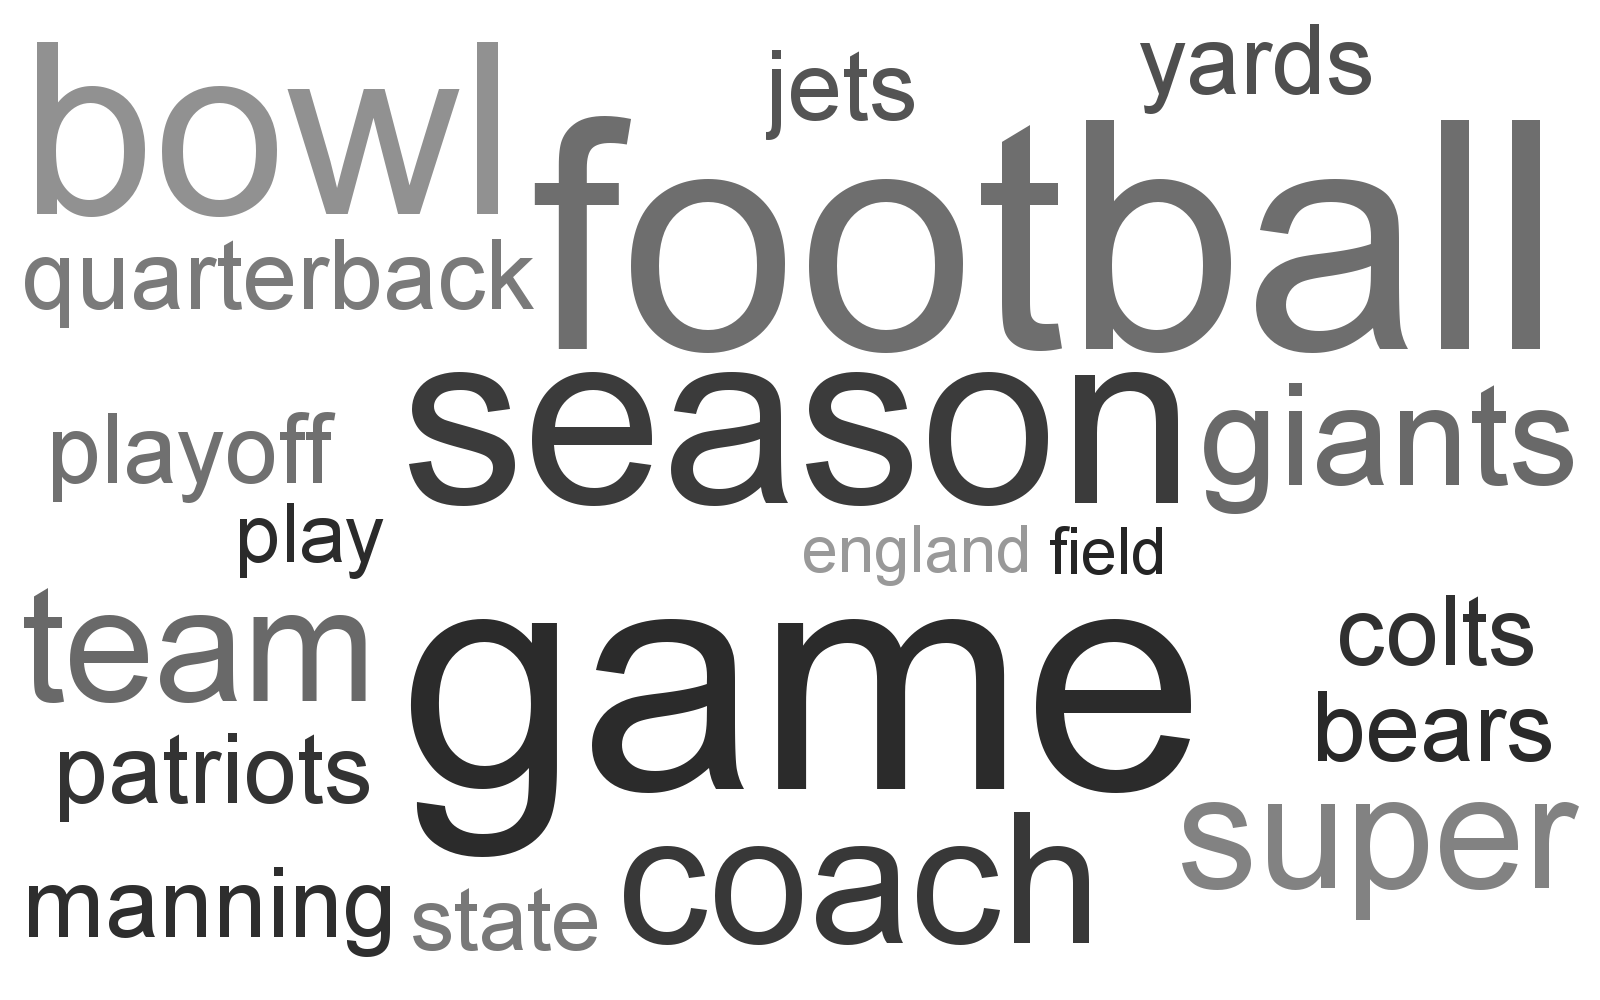 bowl
jets
yards
football
quarterback
season
giants
playoff
play
england field
team
game
colts
patriots
bears
super
coach
manning
state